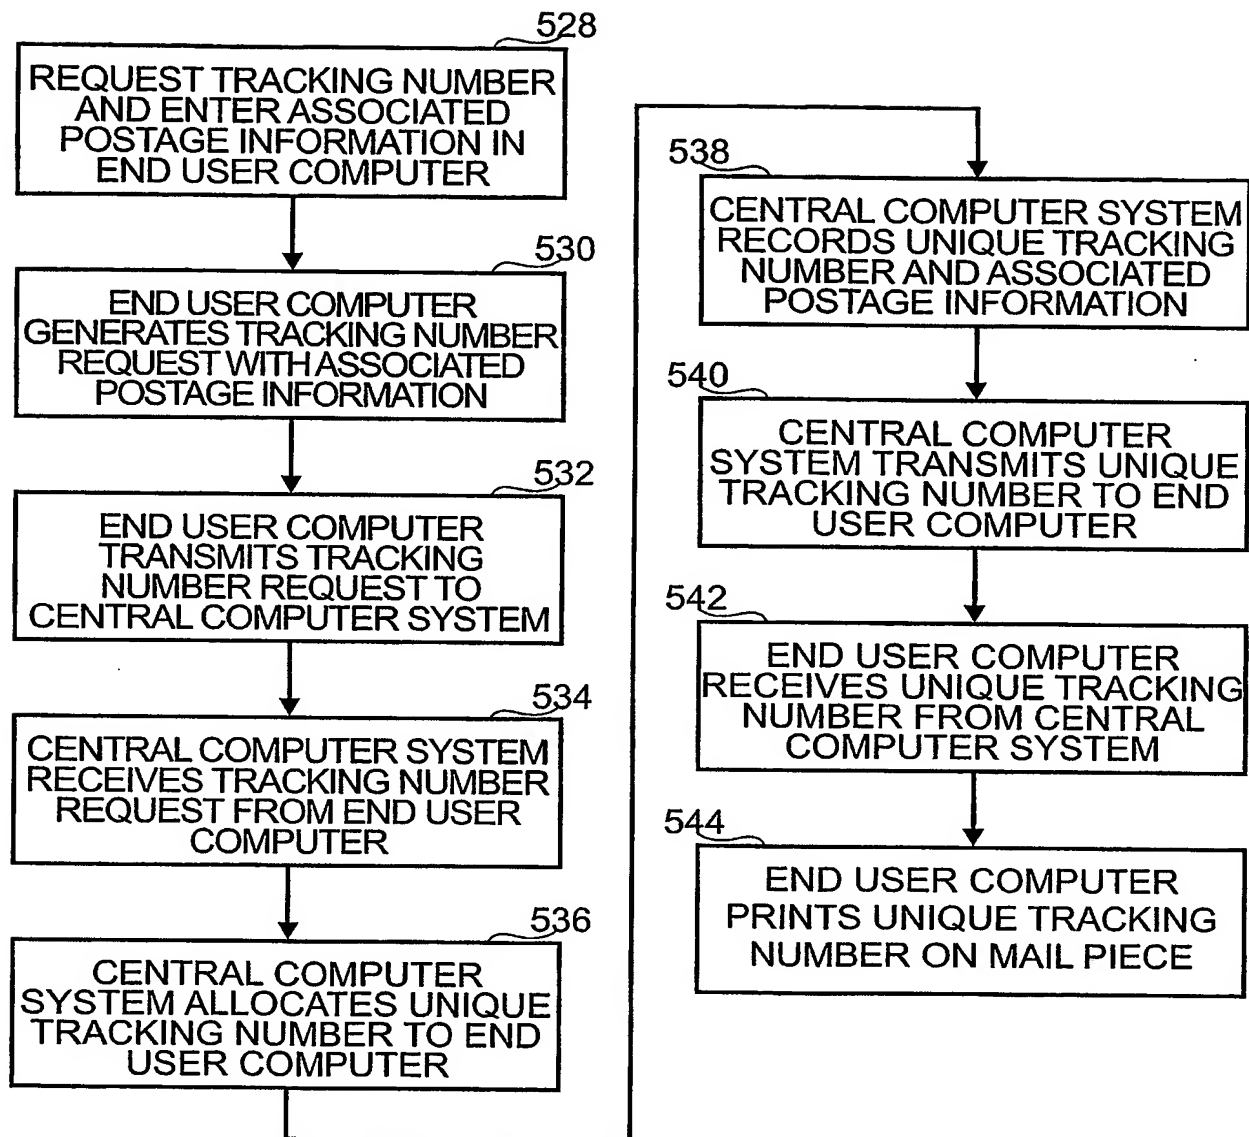 528
REQUEST TRACKING NUMBER
AND ENTER ASSOCIATED
POSTAGE INFORMATION IN
END USER COMPUTER
530
END USER COMPUTER
GENERATES TRACKING NUMBER
REQUEST WITH ASSOCIATED
POSTAGE INFORMATION
532
END USER COMPUTER
TRANSMITS TRACKING
NUMBER REQUEST TO
CENTRAL COMPUTER SYSTEM
534
CENTRAL COMPUTER SYSTEM
RECEIVES TRACKING NUMBER
REQUEST FROM END USER
COMPUTER
536
CENTRAL COMPUTER
SYSTEM ALLOCATES UNIQUE
TRACKING NUMBER TO END
USER COMPUTER
538
CENTRAL COMPUTER SYSTEM
RECORDS UNIQUE TRACKING
NUMBER AND ASSOCIATED
POSTAGE INFORMATION
540
CENTRAL COMPUTER
SYSTEM TRANSMITS UNIQUE
TRACKING NUMBER TO END
USER COMPUTER
542
END USER COMPUTER
RECEIVES UNIQUE TRACKING
NUMBER FROM CENTRAL
COMPUTER SYSTEM
544
END USER COMPUTER
PRINTS UNIQUE TRACKING
NUMBER ON MAIL PIECE